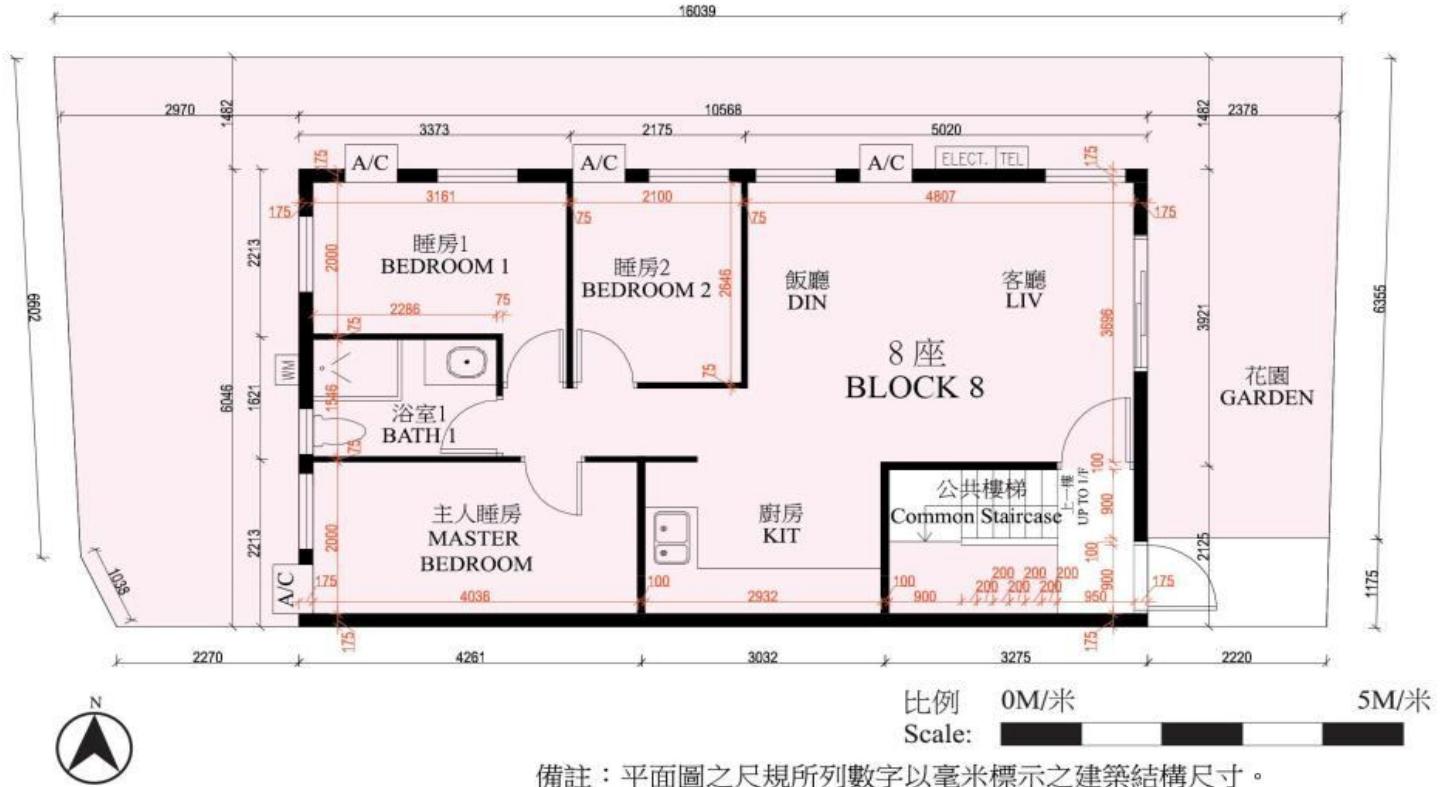 16039
2970
1482
10568
1482
2378
3373
2175
5020
175
A/C
A/C
A/C
ELECT.
TEL
175
3161
2100
4807
175
75
75
175
睡房1
BEDROOM 1
睡房2
BEDROOM 2
飯廳
DIN
客廳
LIV
2000
2213
2646
3696
3921
6099
6355
2286
75
75
8 座
BLOCK 8
花園
GARDEN
WM
75
6046
1621
1546
浴室1
BATH 1
75
主人睡房
MASTER
BEDROOM
廚房
KIT
公共樓梯
Common Staircase
上一樓
UP TO 1/F
100
900
100
900
2000
2213
2125
1175
1038
A/C
175
4036
100
2932
100
900
200
200
200
200
200
200
950
175
175
175
2270
4261
3032
3275
2220
N
比例
Scale:
0M/米
5M/米
備註：平面圖之尺規所列數字以毫米標示之建築結構尺寸。